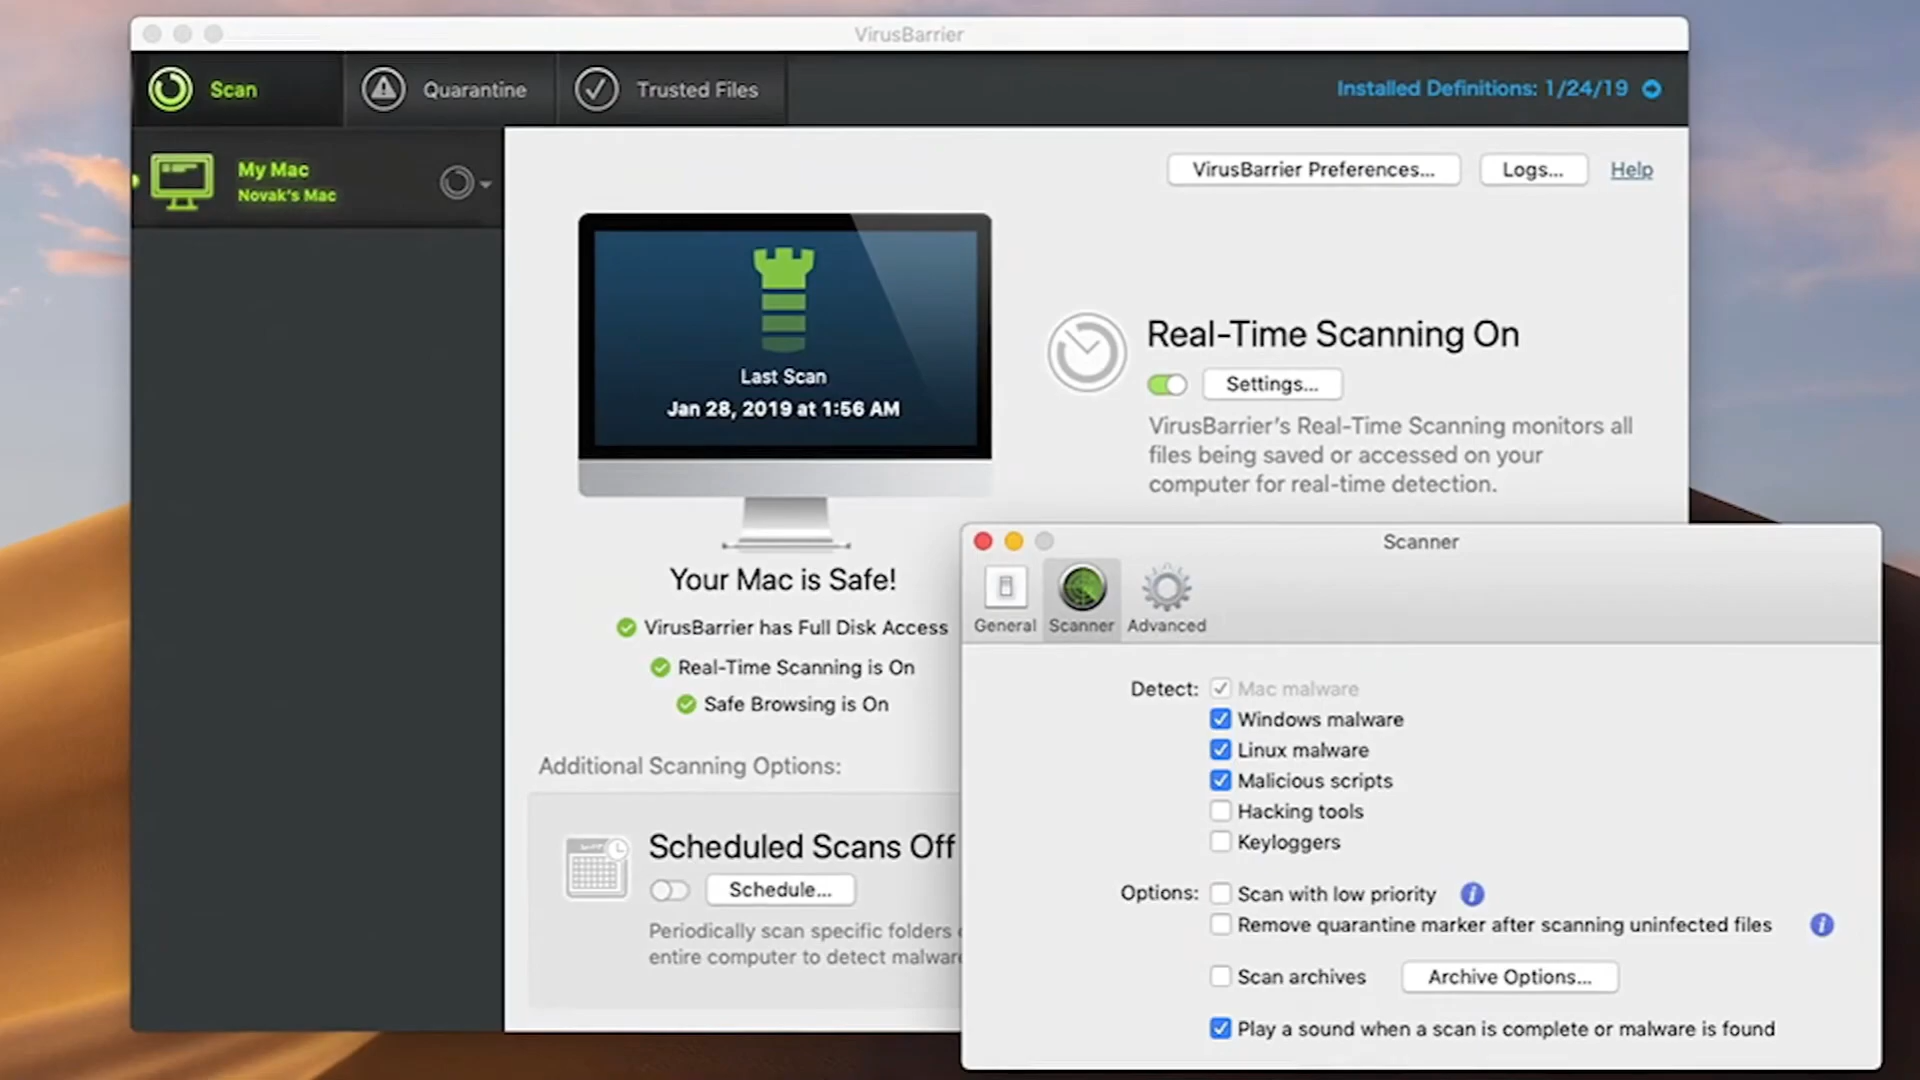 VirusBarrier
Scan
Quarantine
Trusted Files
Installed Definitions: 1/24/19
My Mac
Novak's Mac
VirusBarrier Preferences...
Logs...
Help
Last Scan
Jan 28, 2019 at 1:56 AM
Real-Time Scanning On
Settings...
VirusBarrier's Real-Time Scanning monitors all
files being saved or accessed on your
computer for real-time detection.
Your Mac is Safe!
VirusBarrier has Full Disk Access
Real-Time Scanning is On
Safe Browsing is On
Additional Scanning Options:
Scheduled Scans Off
Schedule...
Periodically scan specific folders
entire computer to detect malware
Scanner
General
Scanner
Advanced
Detect:
Mac malware
Windows malware
Linux malware
Malicious scripts
Hacking tools
Keyloggers
Options:
Scan with low priority
Remove quarantine marker after scanning uninfected files
Scan archives
Archive Options...
Play a sound when a scan is complete or malware is found